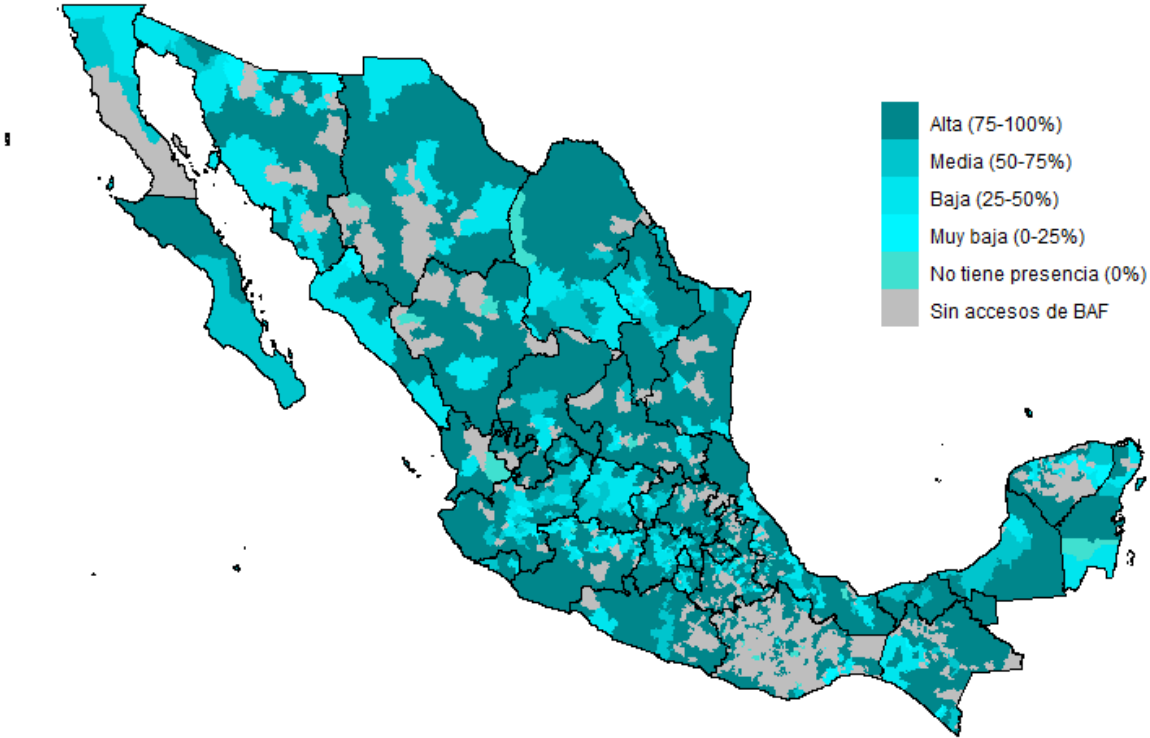 Alta (75-100%)
Media (50-75%)
Baja (25-50%)
Muy baja (0-25%)
No tiene presencia (0%)
Sin accesos de BAF